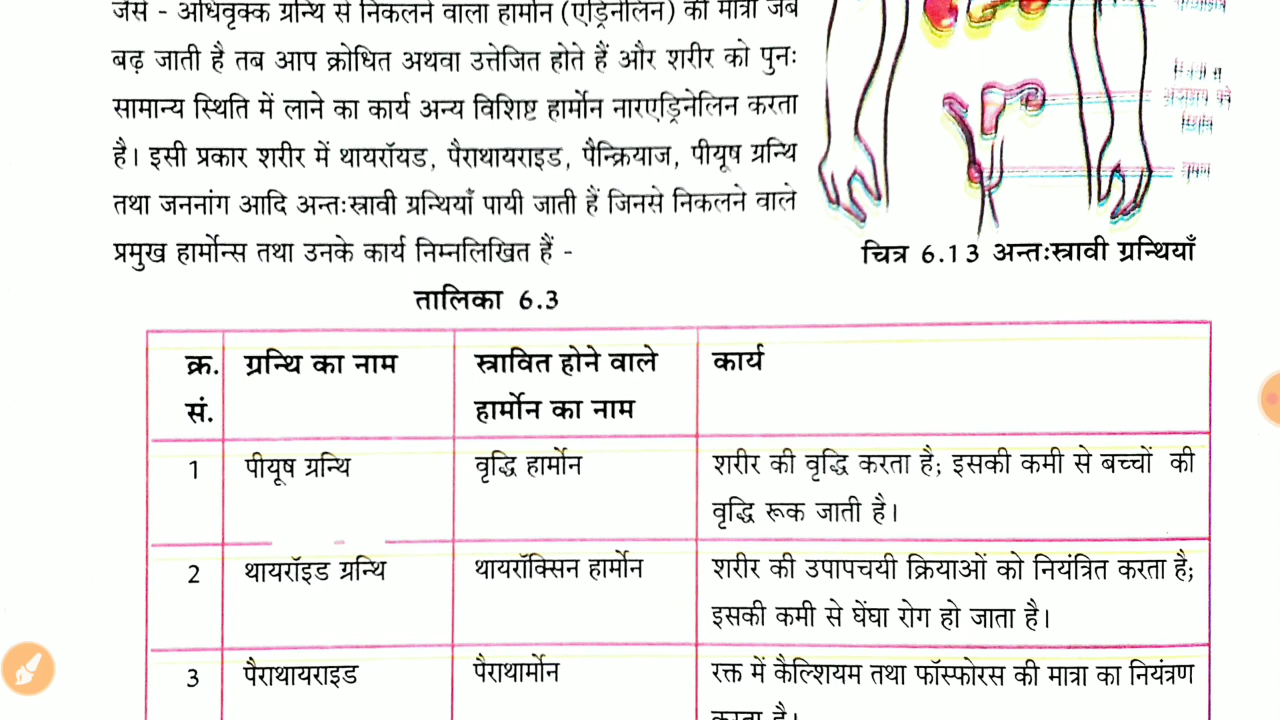 जैसे - अधिवृक्क ग्रन्थि से निकलने वाला हार्मोन (एड्रिनेलिन) की मात्रा जब
बढ़ जाती है तब आप क्रोधित अथवा उत्तेजित होते हैं और शरीर को पुनः
सामान्य स्थिति में लाने का कार्य अन्य विशिष्ट हार्मोन नारएड्रिनेलिन करता
है। इसी प्रकार शरीर में थायरॉयड, पैराथायराइड, पैन्क्रियाज, पीयूष ग्रन्थि
तथा जननांग आदि अन्तःस्रावी ग्रन्थियाँ पायी जाती हैं जिनसे निकलने वाले
प्रमुख हार्मोन्स तथा उनके कार्य निम्नलिखित हैं -
चित्र 6.13 अन्तःस्त्रावी ग्रन्थियाँ
तालिका 6.3
क्र. सं.
ग्रन्थि का नाम
स्त्रावित होने वाले
हार्मोन का नाम
कार्य
1 पीयूष ग्रन्थि वृद्धि हार्मोन शरीर की वृद्धि करता है; इसकी कमी से बच्चों की
वृद्धि रूक जाती है।
2 थायरॉइड ग्रन्थि थायरॉक्सिन हार्मोन शरीर की उपापचयी क्रियाओं को नियंत्रित करता है;
इसकी कमी से घेंघा रोग हो जाता है।
3 पैराथायराइड पैराथार्मोन रक्त में कैल्शियम तथा फॉस्फोरस की मात्रा का नियंत्रण
करता है।